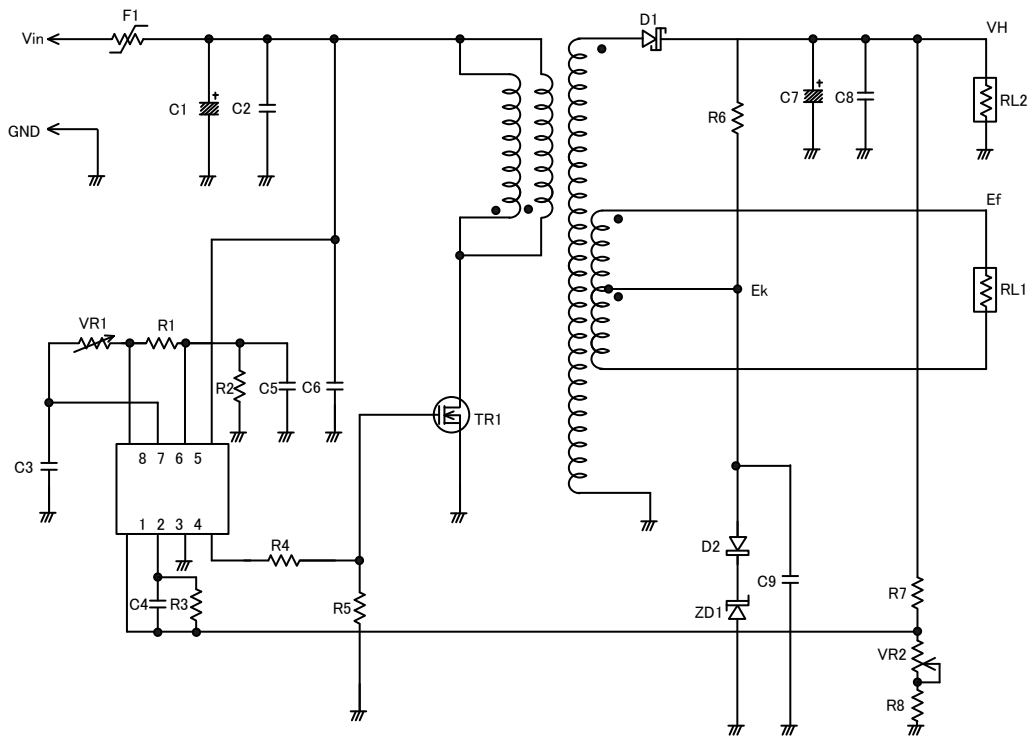 F1
D1
VH
Vin
C1
+
C2
C7
+
C8
RL2
R6
GND
Ef
Ek
RL1
VR1
R1
R2
C5
C6
TR1
C3
8 7 6 5
1 2 3 4
R4
D2
C9
C4
R3
R5
ZD1
R7
VR2
R8